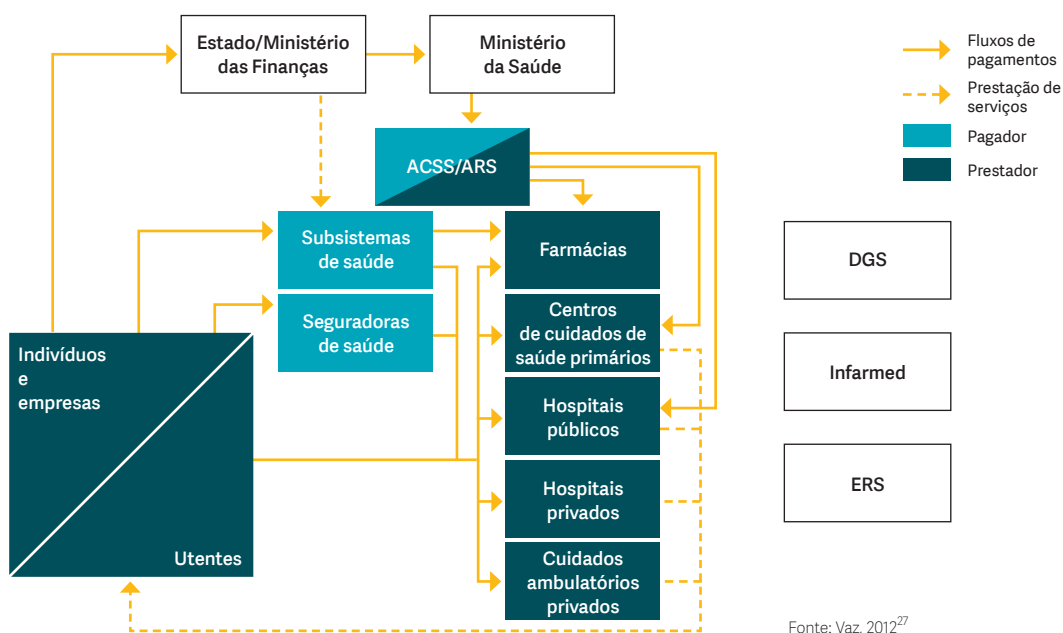 Estado/Ministério
das Finanças
Ministério
da Saúde
Fluxos de
pagamentos
Prestação de
serviços
Pagador
Prestador
ACSS/ARS
Subsistemas
de saúde
Farmácias
DGS
Seguradoras
de saúde
Centros
de cuidados de
saúde primários
Indivíduos
e
empresas
Infarmed
Hospitais
públicos
ERS
Hospitais
privados
Utentes
Cuidados
ambulatórios
privados
Fonte: Vaz, 2012²⁷